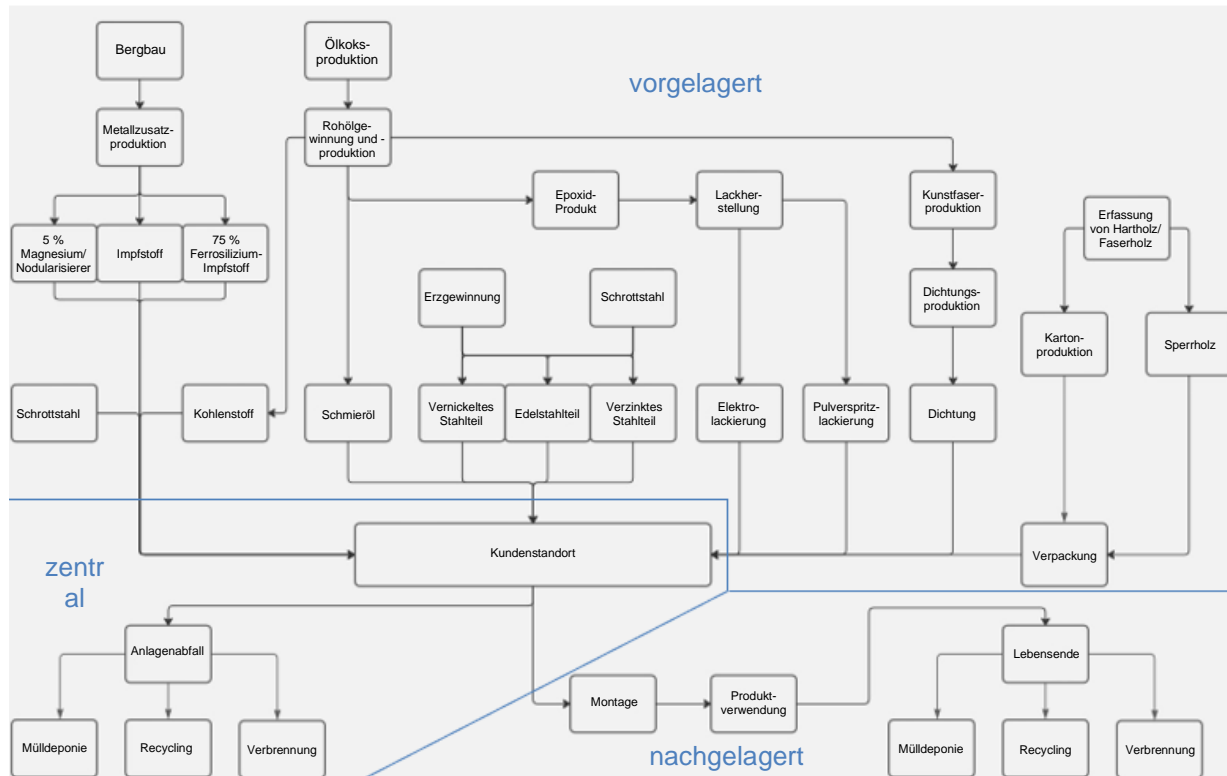 Bergbau
Ölkoks-
produktion
vorgelagert
Metallzusatz-
produktion
Rohölge-
winnung und -
produktion
Epoxid-
Produkt
Lackher-
stellung
Kunstfaser-
produktion
Erfassung
von Hartholz/
Faserholz
5 %
Magnesium/
Nodularisierer
Impfstoff
75 %
Ferrosilizium-
Impfstoff
Erzgewinnung
Schrottstahl
Dichtungs-
produktion
Karton-
produktion
Sperrholz
Schrottstahl
Kohlenstoff
Schmieröl
Vernickeltes
Stahlteil
Edelstahlteil
Verzinktes
Stahlteil
Elektro-
lackierung
Pulverspritz-
lackierung
Dichtung
Kundenstandort
Verpackung
zentr
al
Anlagenabfall
Lebensende
Montage
Produkt-
verwendung
Mülldeponie
Recycling
Verbrennung
nachgelagert
Mülldeponie
Recycling
Verbrennung